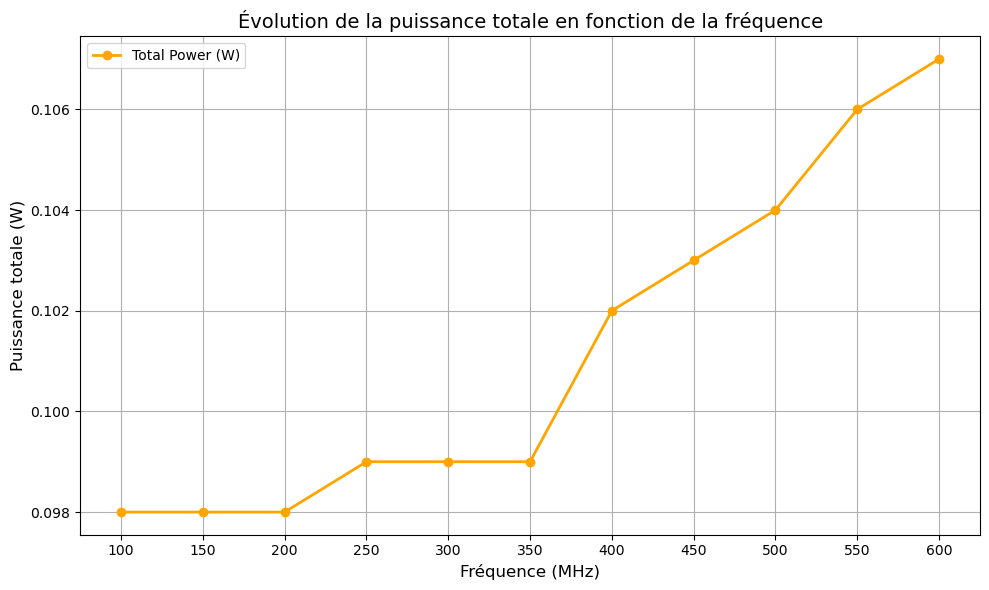 Évolution de la puissance totale en fonction de la fréquence
Total Power (W)
Puissance totale (W)
0.106
0.104
0.102
0.100
0.098
100 150 200 250 300 350 400 450 500 550 600
Fréquence (MHz)